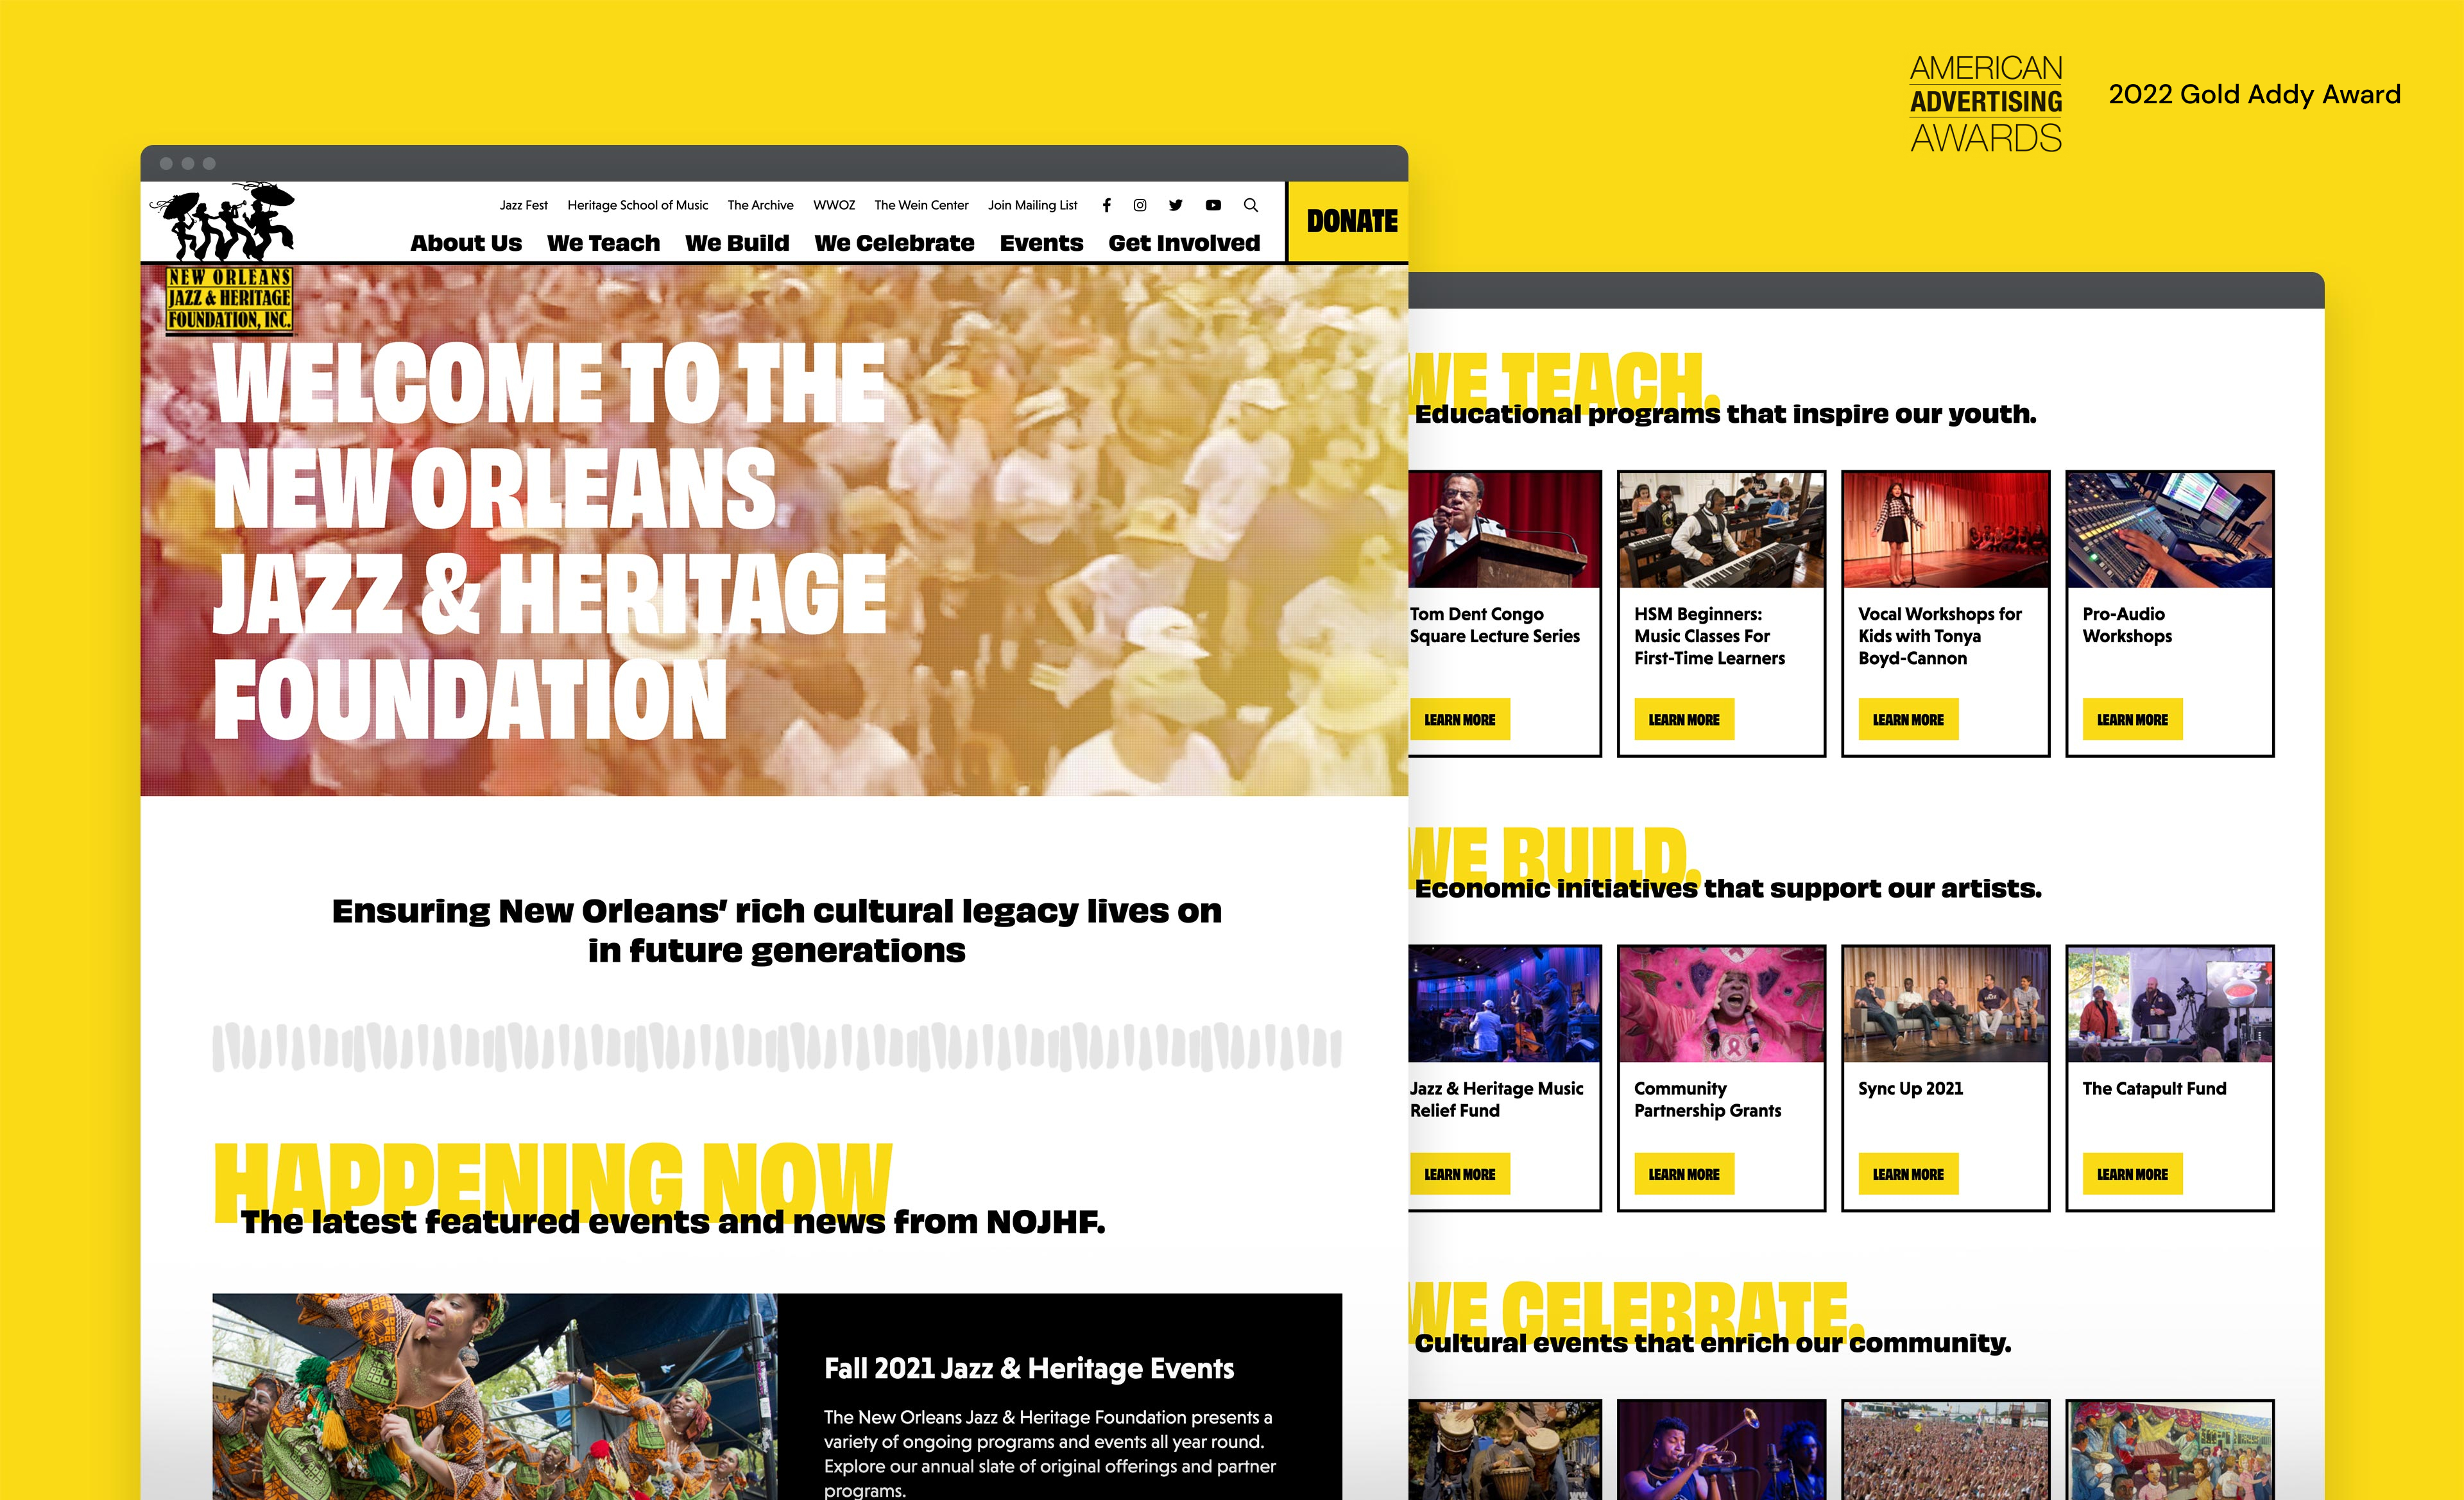 AMERICAN
ADVERTISING
AWARDS
2022 Gold Addy Award
Jazz Fest Heritage School of Music The Archive WWOZ The Wein Center Join Mailing List
About Us We Teach We Build We Celebrate Events Get Involved
DONATE
NEW ORLEANS
JAZZ & HERITAGE
FOUNDATION, INC.
WELCOME TO THE
NEW ORLEANS
JAZZ & HERITAGE
FOUNDATION
Ensuring New Orleans’ rich cultural legacy lives on
in future generations
HAPPENING NOW
The latest featured events and news from NOJHF.
Fall 2021 Jazz & Heritage Events
The New Orleans Jazz & Heritage Foundation presents a
variety of ongoing programs and events all year round.
Explore our annual slate of original offerings and partner
programs.
WE TEACH.
Educational programs that inspire our youth.
Tom Dent Congo
Square Lecture Series
LEARN MORE
HSM Beginners:
Music Classes For
First-Time Learners
LEARN MORE
Vocal Workshops for
Kids with Tonya
Boyd-Cannon
LEARN MORE
Pro-Audio
Workshops
LEARN MORE
WE BUILD.
Economic initiatives that support our artists.
Jazz & Heritage Music
Relief Fund
LEARN MORE
Community
Partnership Grants
LEARN MORE
Sync Up 2021
LEARN MORE
The Catapult Fund
LEARN MORE
WE CELEBRATE.
Cultural events that enrich our community.